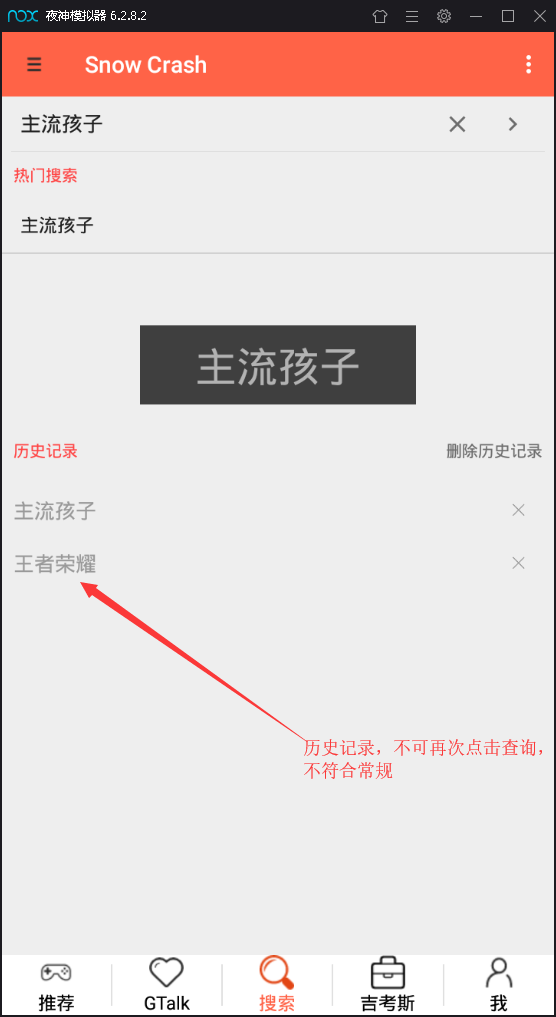 nox 夜神模拟器 6.2.8.2
Snow Crash
主流孩子
热门搜索
主流孩子
主流孩子
历史记录 删除历史记录
主流孩子
王者荣耀
历史记录，不可再次点击查询，
不符合常规
推荐 GTalk 搜索 吉考斯 我